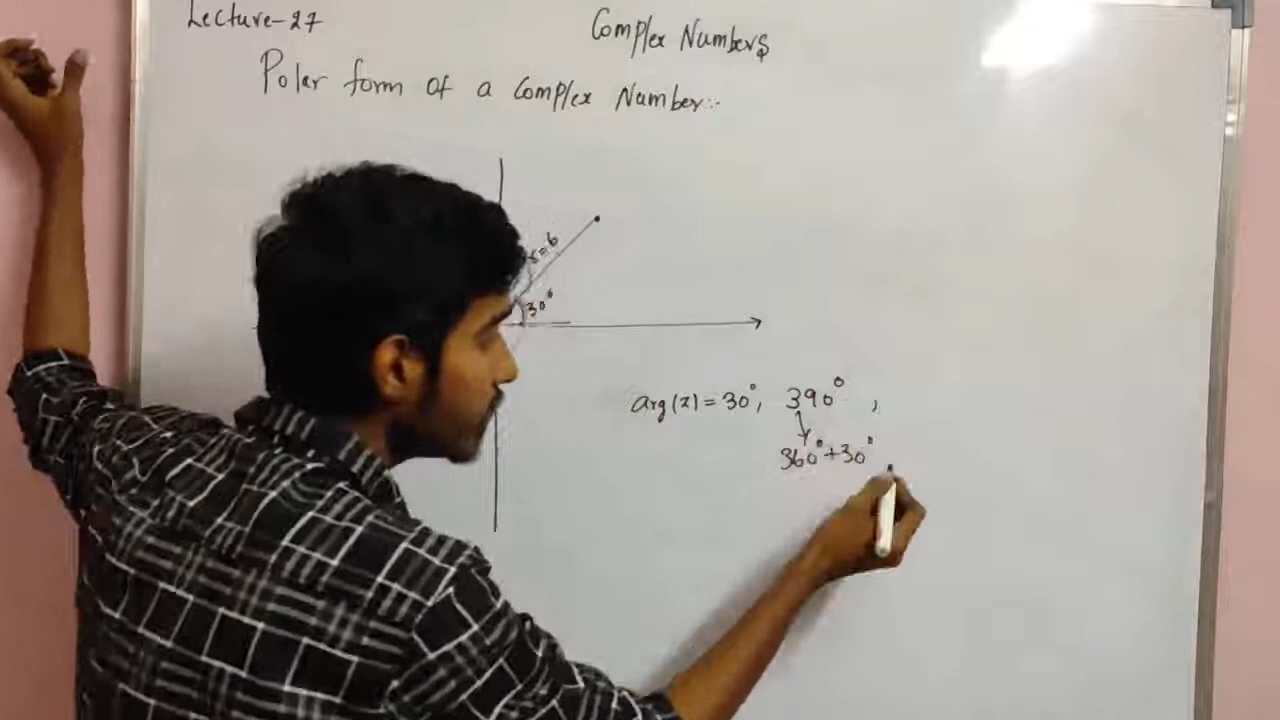 Lecture-27
Complex Numbers
Polar form of a Complex Number:-
r=6
30°
arg(z) = 30°, 390°,
360°+30°